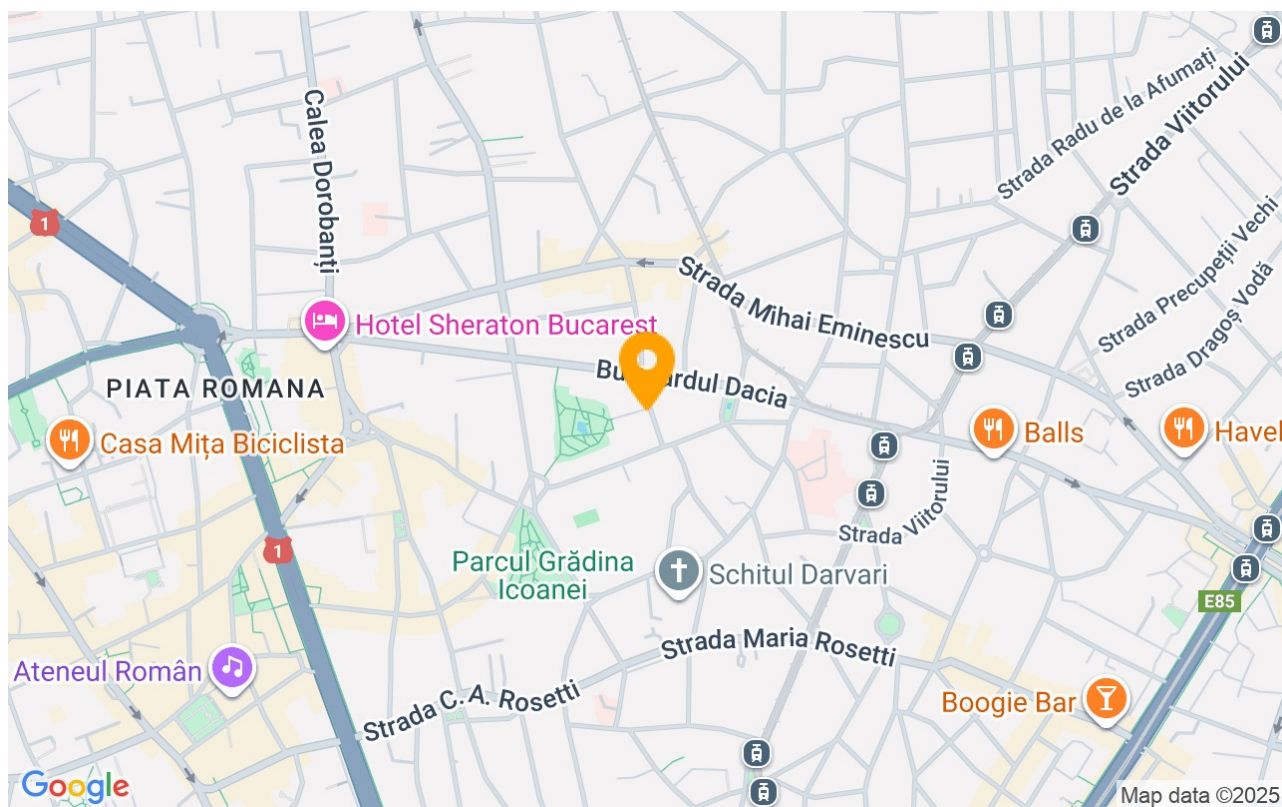 Strada Viitorului
Strada Radu de la Afumați
Calea Dorobanți
Strada Precupeții Vechi
1
Strada Mihai Eminescu
Strada Dragoș Vodă
Hotel Sheraton Bucarest
Dacia
PIATA ROMANA
Casa Mița Biciclista
Balls
Havel
Strada Viitorului
1
Parcul Grădina
Icoanei
Schitul Darvari
E85
Strada Maria Rosetti
Ateneul Român
Strada C. A. Rosetti
Boogie Bar
Google
Map data ©2025